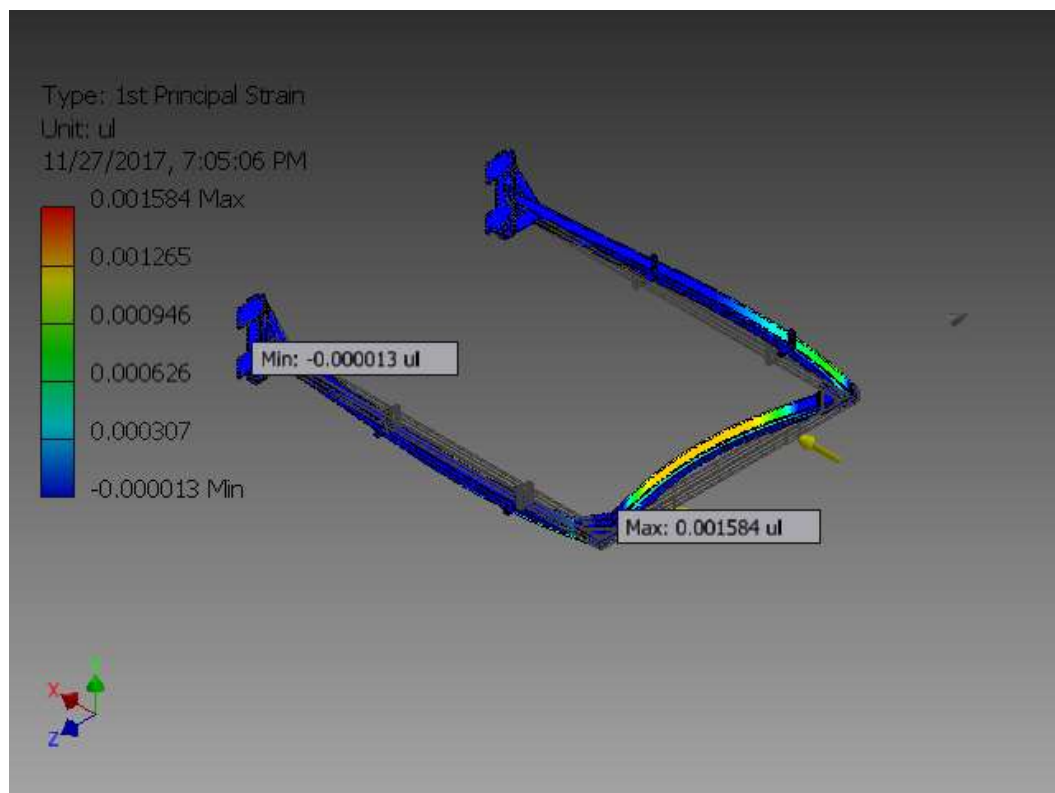 Type: 1st Principal Strain
Unit: ul
11/27/2017, 7:05:06 PM
0.001584 Max
0.001265
0.000946
0.000626
0.000307
-0.000013 Min
Min: -0.000013 ul
Max: 0.001584 ul
Y
X
Z